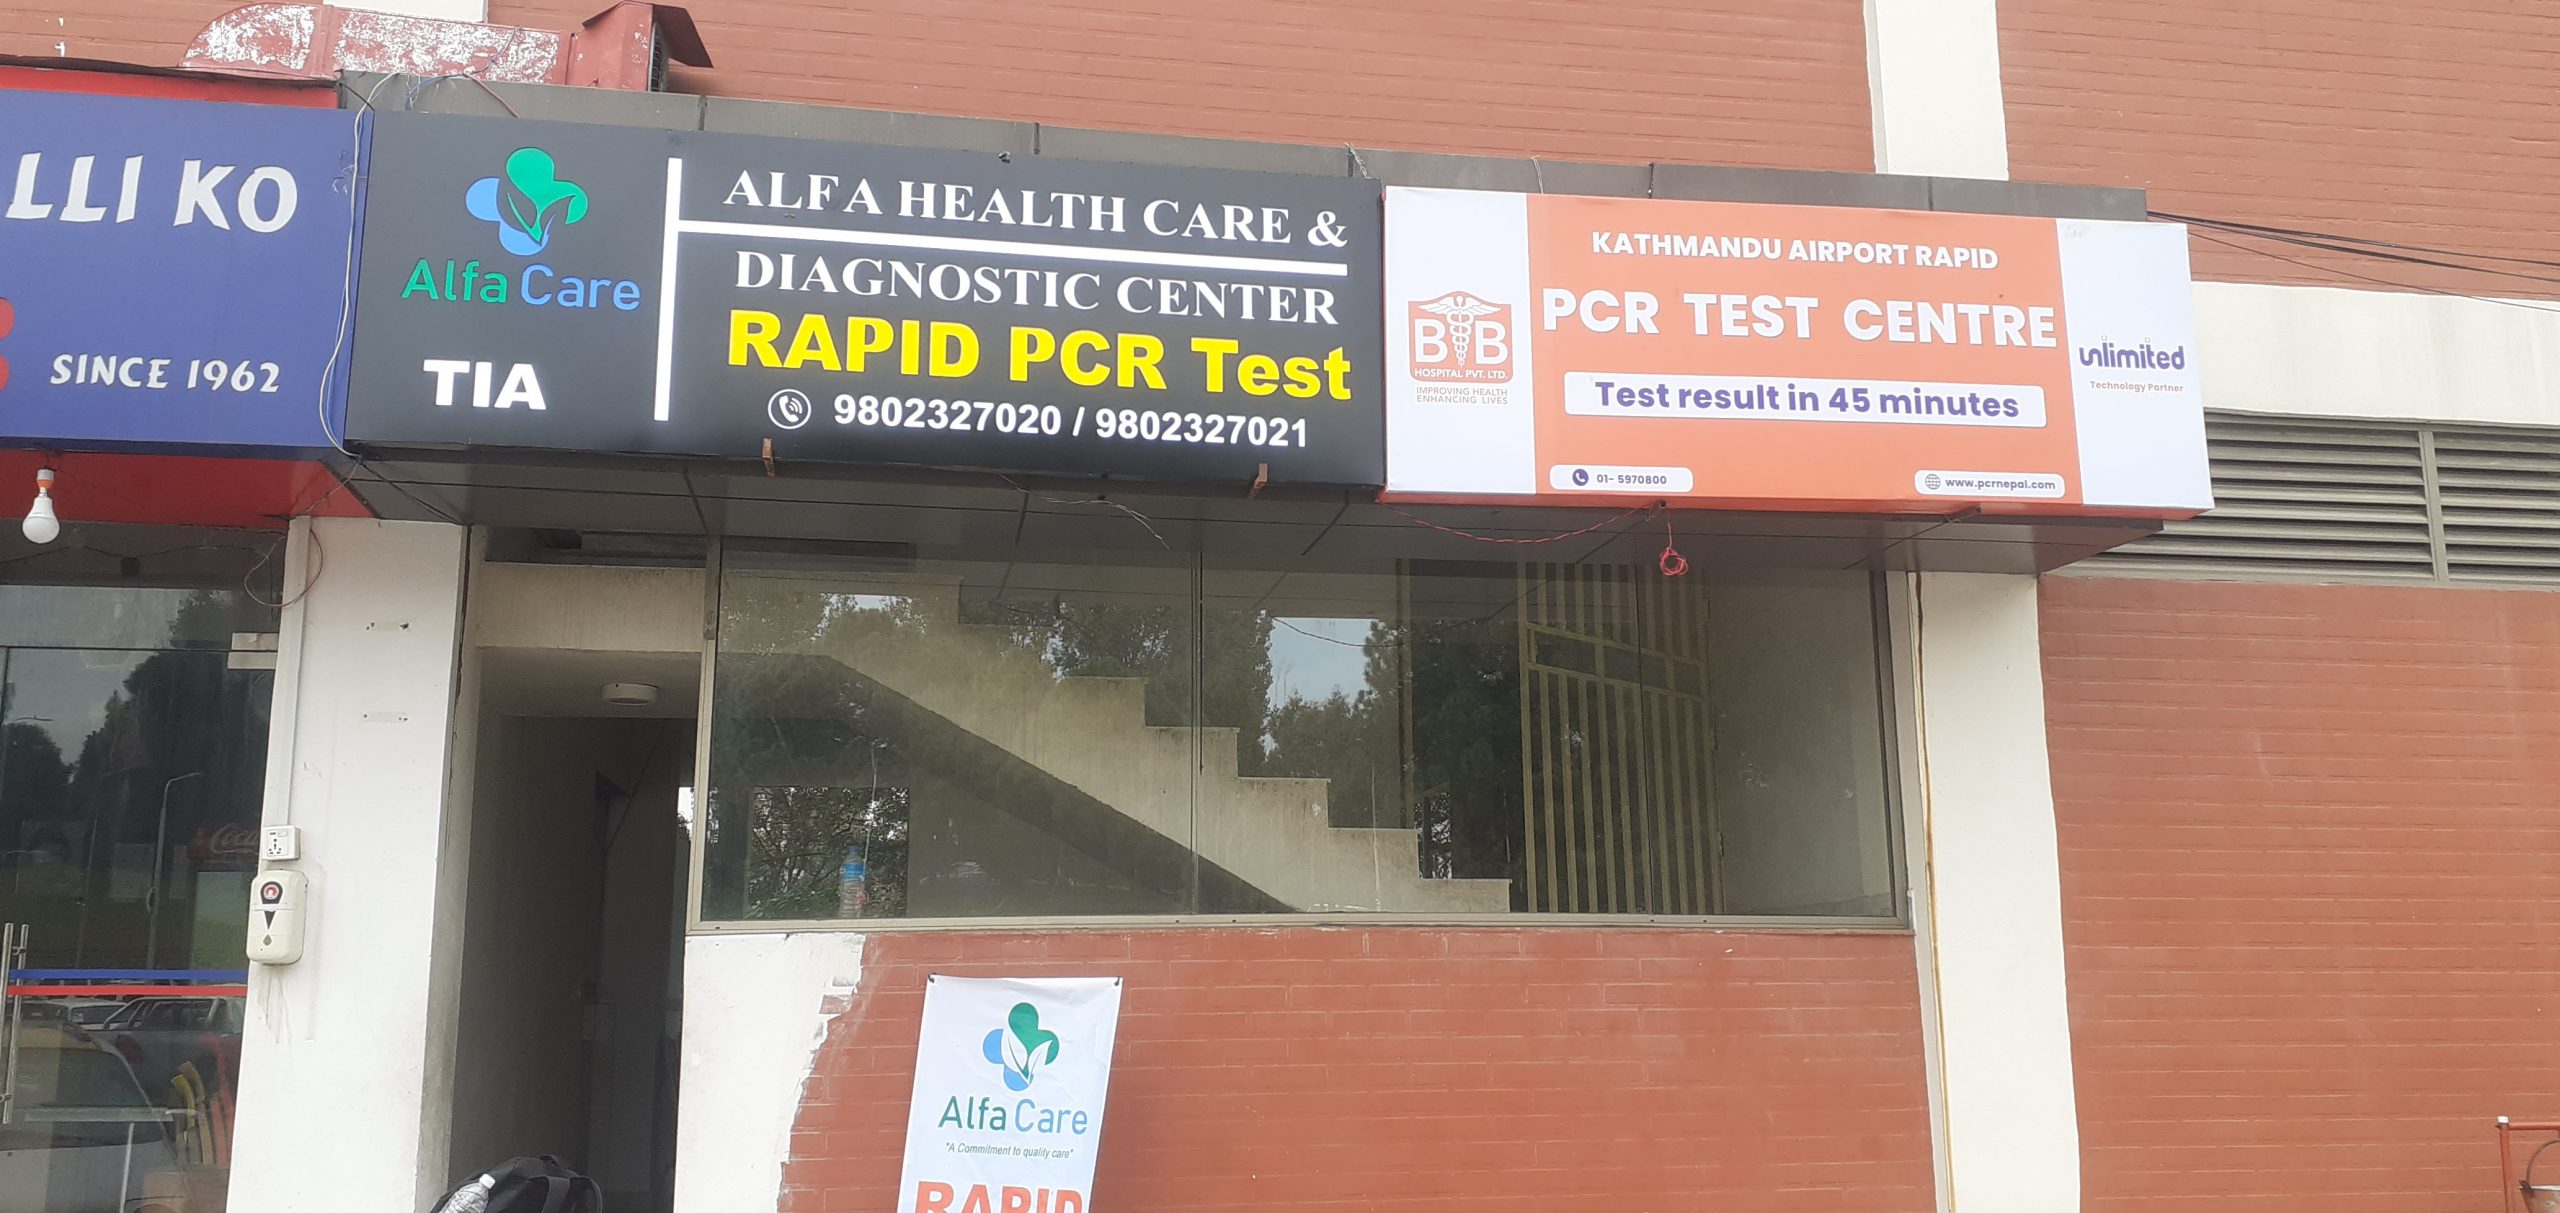 LLI KO
SINCE 1962
Alfa Care
TIA
ALFA HEALTH CARE &
DIAGNOSTIC CENTER
RAPID PCR Test
9802327020 / 9802327021
KATHMANDU AIRPORT RAPID
PCR TEST CENTRE
Test result in 45 minutes
01- 5970800
www.pcrnepal.com
B B
HOSPITAL PVT. LTD.
IMPROVING HEALTH
ENHANCING LIVES
unlimited
Technology Partner
Coca
Alfa Care
"A Commitment to quality care"
RAPID